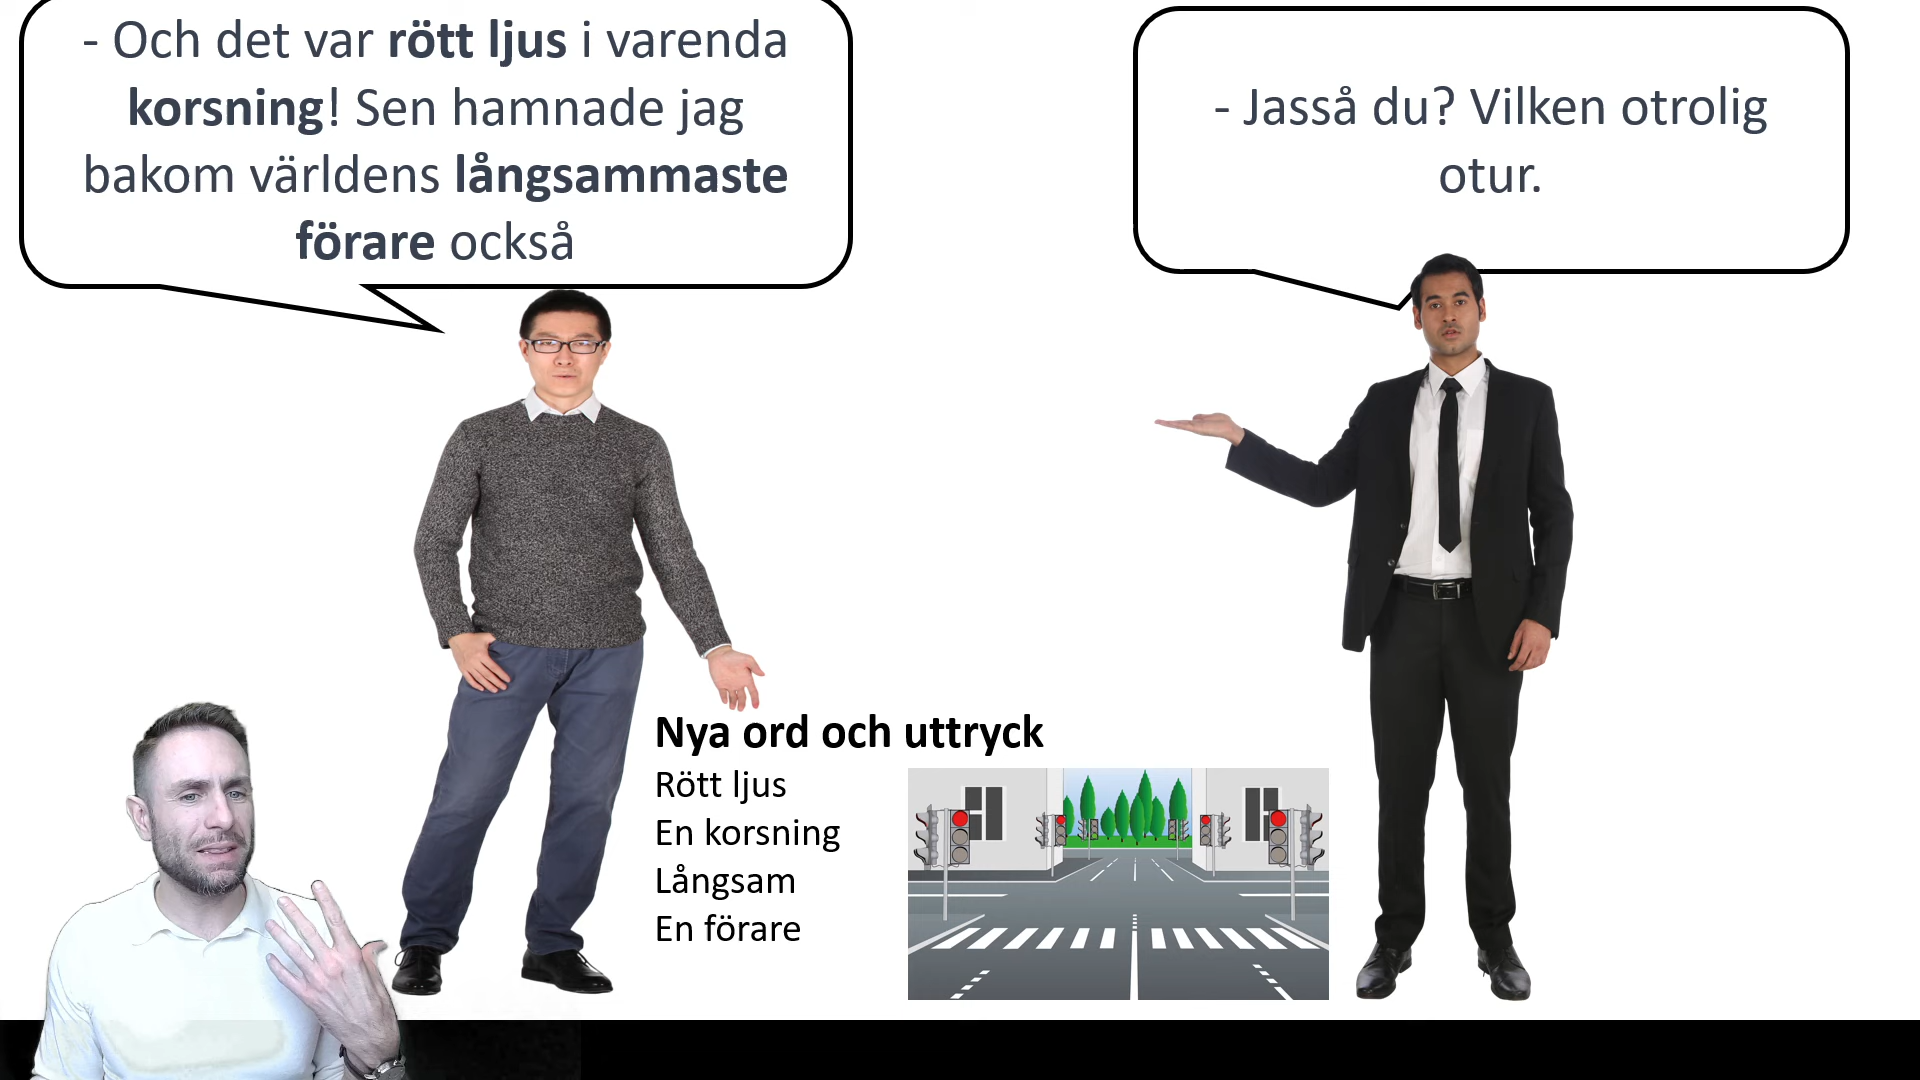 - Och det var rött ljus i varenda
korsning! Sen hamnade jag
bakom världens långsammaste
förare också
- Jasså du? Vilken otrolig
otur.
Nya ord och uttryck
Rött ljus
En korsning
Långsam
En förare